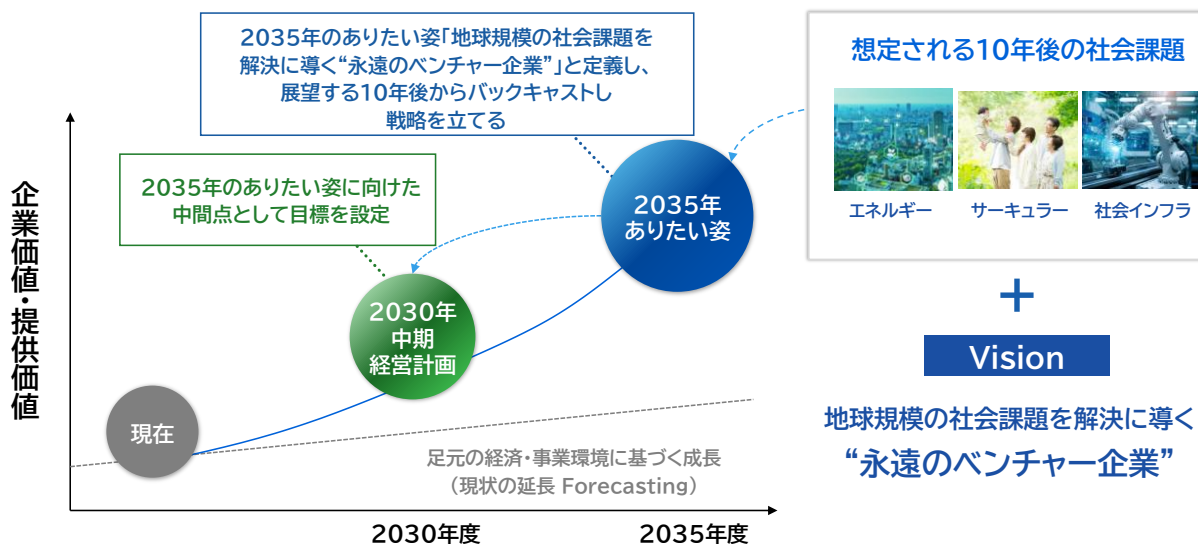 2035年のありたい姿「地球規模の社会課題を
解決に導く“永遠のベンチャー企業”」と定義し、
展望する10年後からバックキャストし
戦略を立てる
想定される10年後の社会課題
エネルギー
サーキュラー
社会インフラ
2035年のありたい姿に向けた
中間点として目標を設定
企業価値・提供価値
2035年
ありたい姿
2030年
中期
経営計画
現在
+
Vision
地球規模の社会課題を解決に導く
“永遠のベンチャー企業”
足元の経済・事業環境に基づく成長
（現状の延長 Forecasting）
2030年度
2035年度